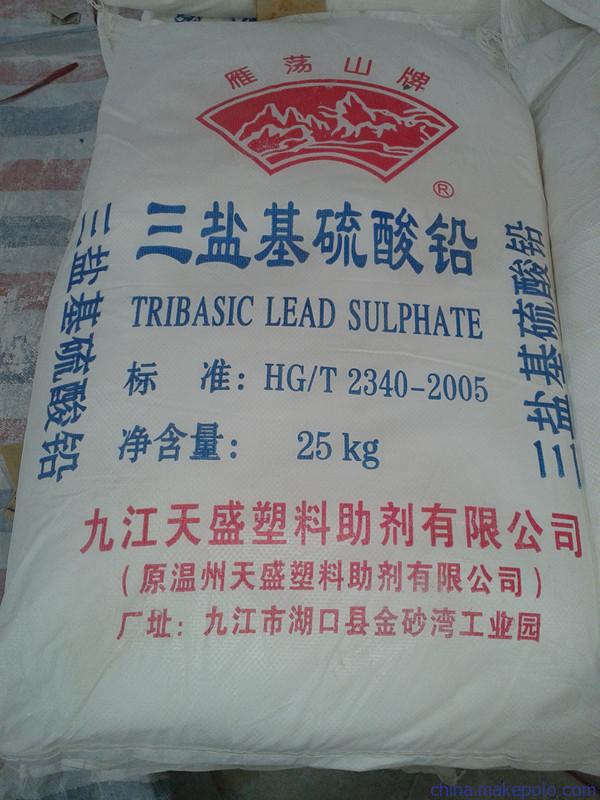 雁荡山牌
®
三盐基硫酸铅
三盐基硫酸铅
三盐基硫酸铅
TRIBASIC LEAD SULPHATE
标 准: HG/T 2340-2005
净含量: 25 kg
九江天盛塑料助剂有限公司
(原温州天盛塑料助剂有限公司)
厂址: 九江市湖口县金砂湾工业园
china.makepolo.com